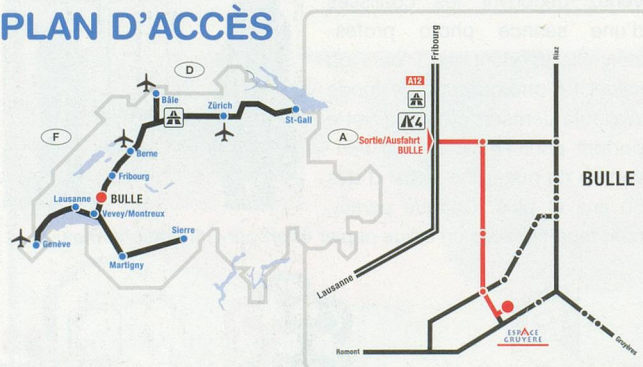 PLAN D'ACCÈS
D
Bâle
Zürich
St-Gall
F
A
Berne
Fribourg
BULLE
Lausanne
Vevey/Montreux
Sierre
Genève
Martigny
Fribourg
Riaz
A12
4
Sortie/Ausfahrt
BULLE
BULLE
Lausanne
ESPACE
GRUYÈRE
Romont
Gruyères